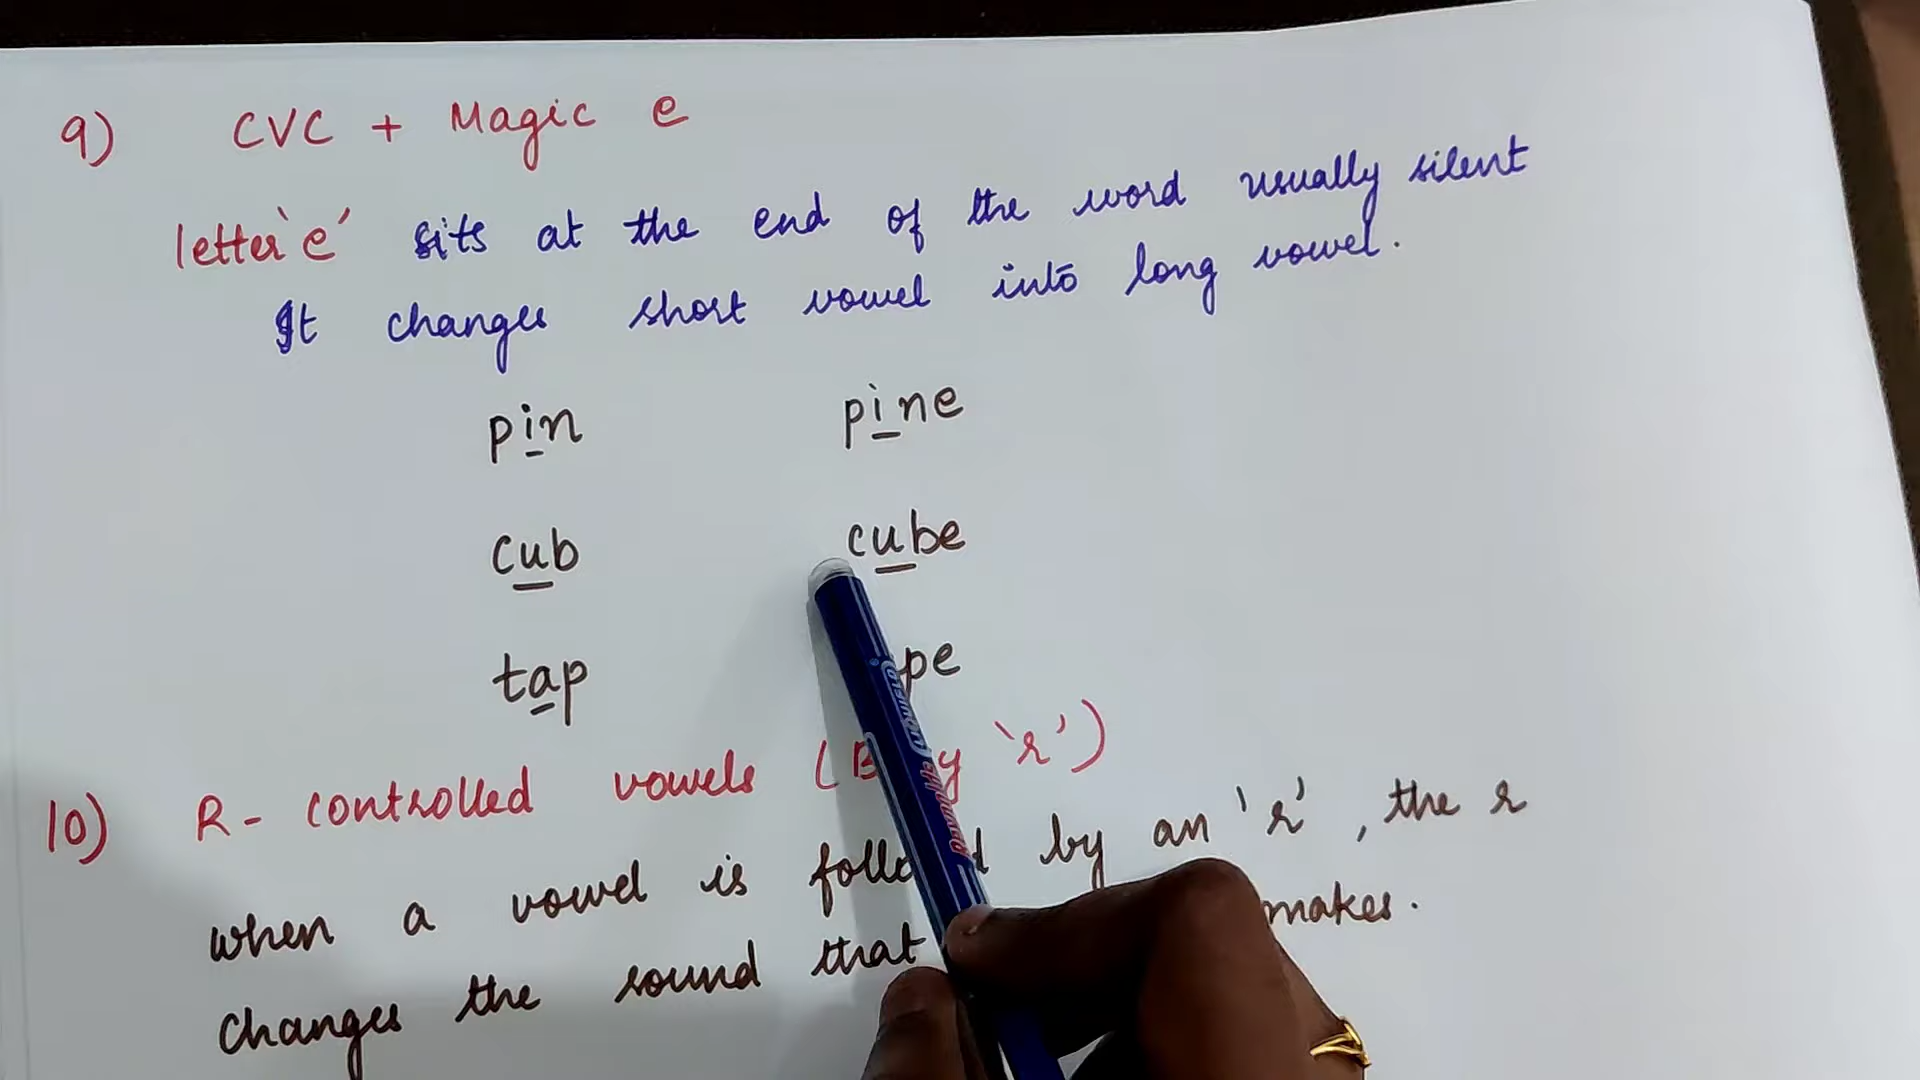 9) CVC + Magic e
letter 'e' sits at the end of the word usually silent
It changes short vowel into long vowel.
pin pine
cub cube
tap pe
10) R- controlled vowels (B y 'r')
when a vowel is follo d by an 'r', the r
changes the sound that makes.